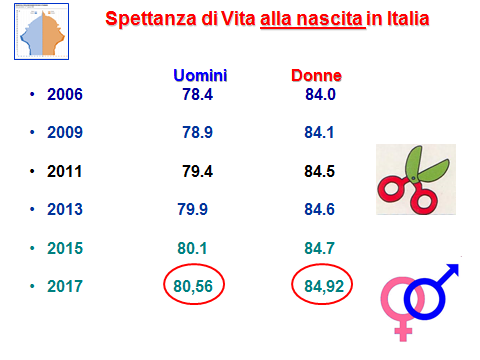 Spettanza di Vita alla nascita in Italia
Uomini Donne
• 2006 78.4 84.0
• 2009 78.9 84.1
• 2011 79.4 84.5
• 2013 79.9 84.6
• 2015 80.1 84.7
• 2017 80,56 84,92